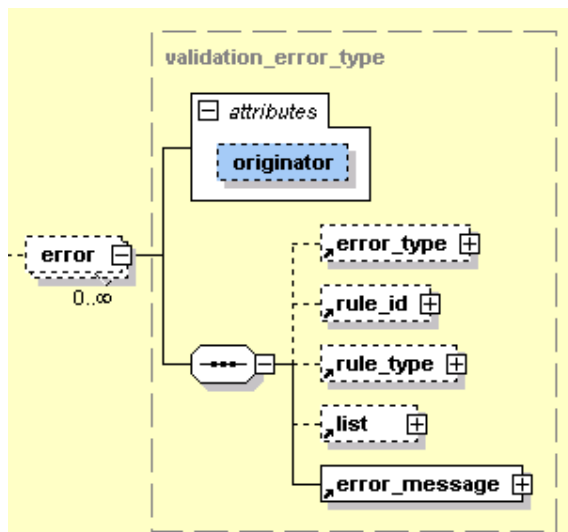 validation_error_type
attributes
originator
error
0..∞
error_type
rule_id
rule_type
list
error_message